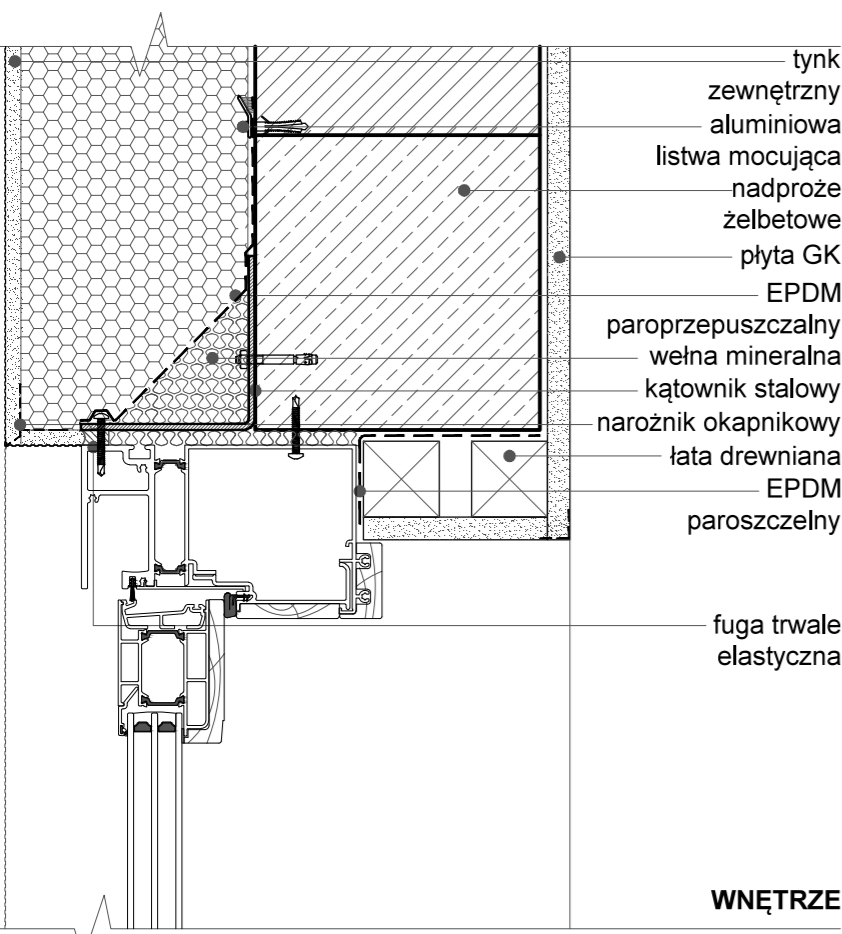 tynk
zewnętrzny
aluminiowa
listwa mocująca
nadproże
żelbetowe
płyta GK
EPDM
paroprzepuszczalny
wełna mineralna
kątownik stalowy
narożnik okapnikowy
łata drewniana
EPDM
paroszczelny
fuga trwale
elastyczna
WNĘTRZE